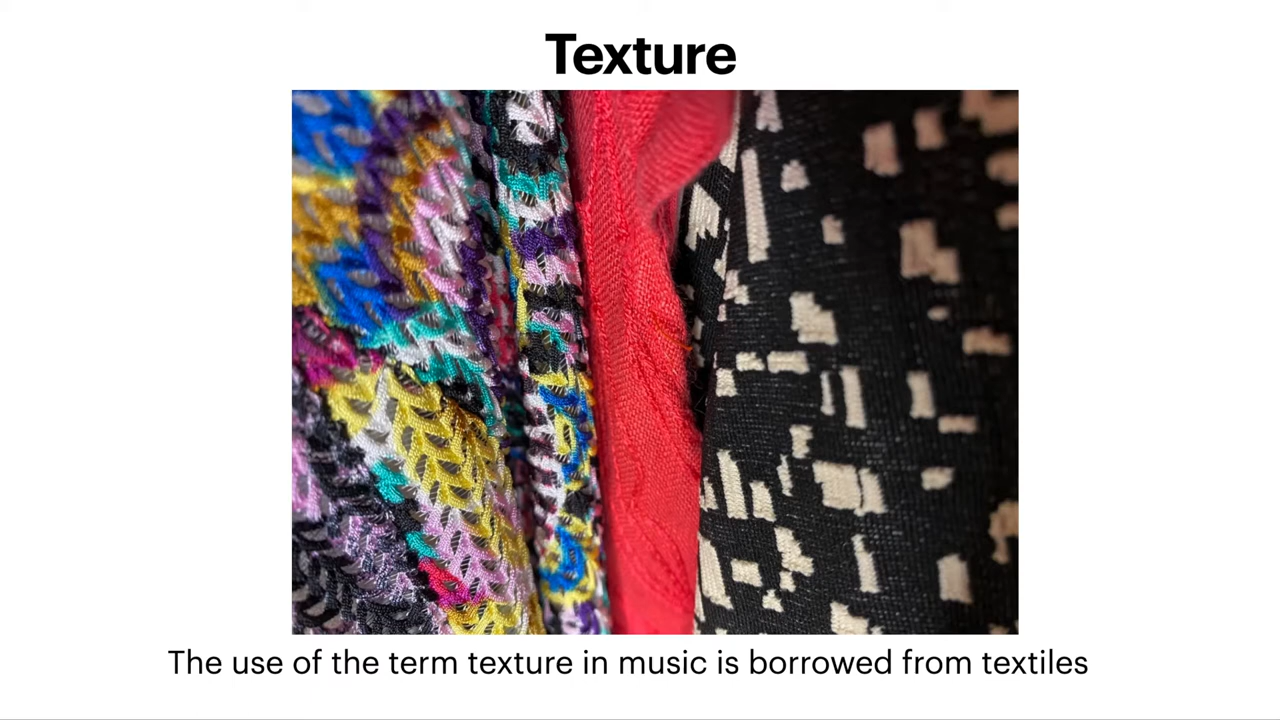 Texture
The use of the term texture in music is borrowed from textiles